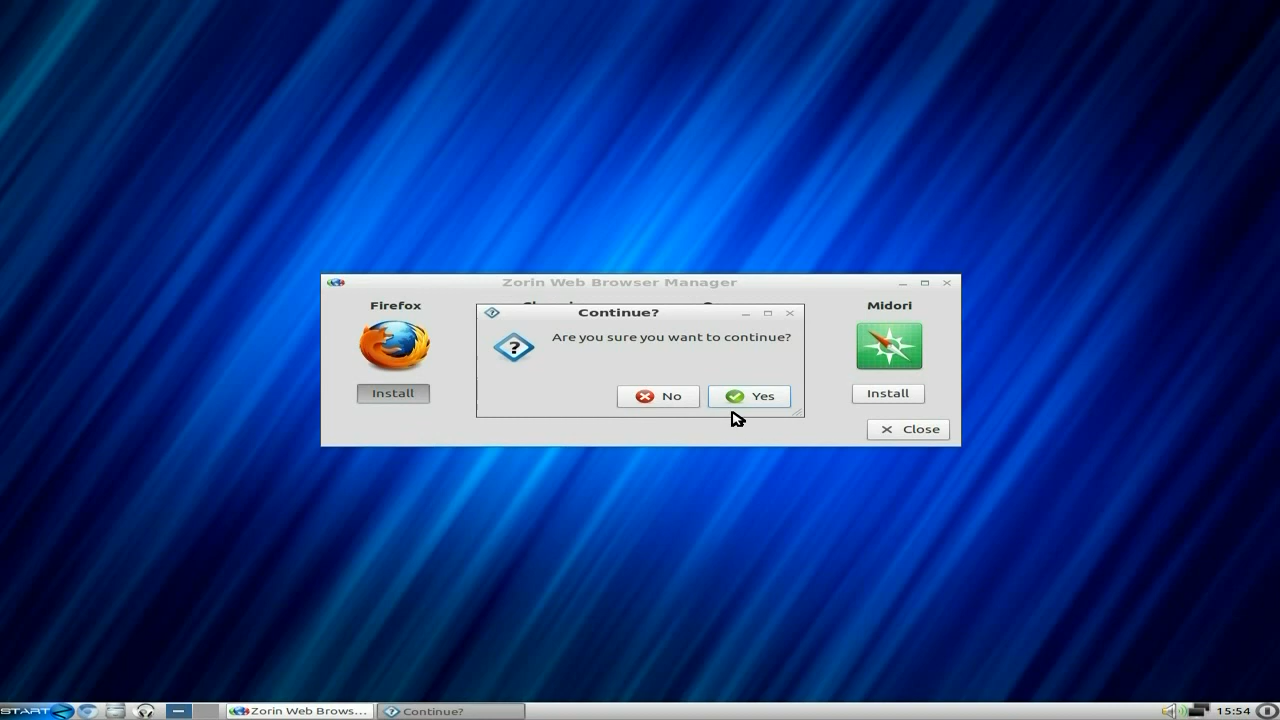 Zorin Web Browser Manager
Firefox
Midori
Continue?
Are you sure you want to continue?
No
Yes
Install
Install
Close
START
Zorin Web Brows...
Continue?
15:54